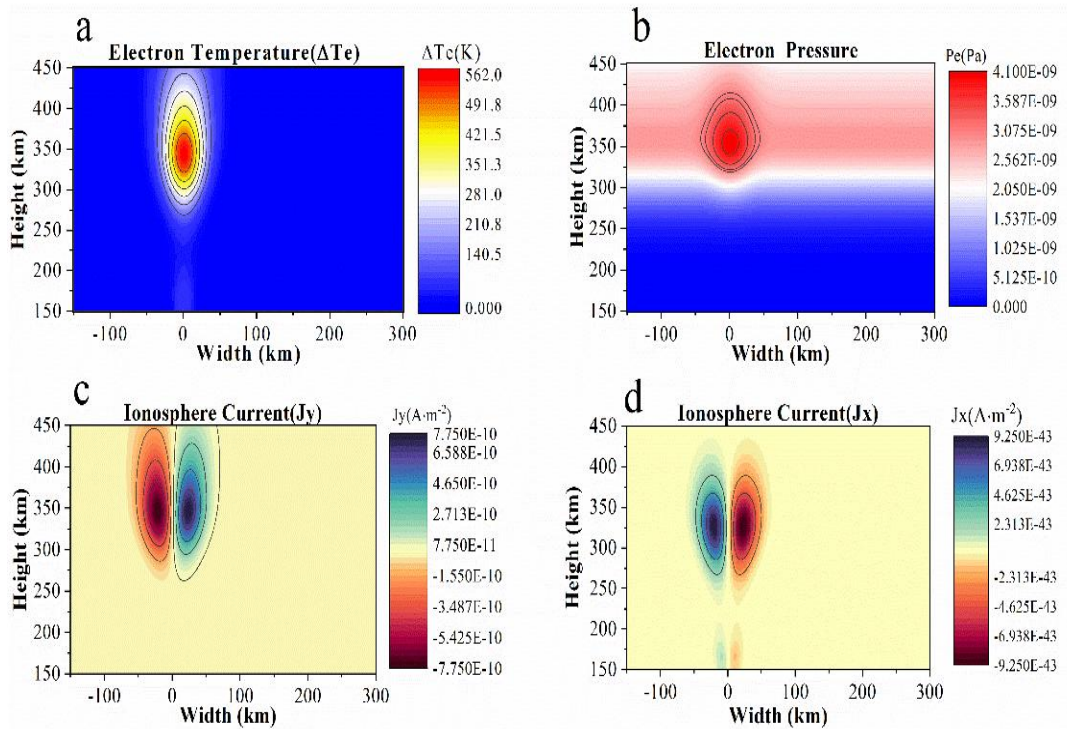 a
Electron Temperature(ΔTe)
ΔTe(K)
450
400
350
300
250
200
150
Height (km)
-100 0 100 200 300
Width (km)
562.0
491.8
421.5
351.3
281.0
210.8
140.5
0.000
b
Electron Pressure
Pe(Pa)
450
400
350
300
250
200
150
Height (km)
-100 0 100 200 300
Width (km)
4.100E-09
3.587E-09
3.075E-09
2.562E-09
2.050E-09
1.537E-09
1.025E-09
5.125E-10
0.000
c
Ionosphere Current(Jy)
Jy(A·m⁻²)
450
400
350
300
250
200
150
Height (km)
-100 0 100 200 300
Width (km)
7.750E-10
6.588E-10
4.650E-10
2.713E-10
7.750E-11
-1.550E-10
-3.487E-10
-5.425E-10
-7.750E-10
d
Ionosphere Current(Jx)
Jx(A·m⁻²)
450
400
350
300
250
200
150
Height (km)
-100 0 100 200 300
Width (km)
9.250E-43
6.938E-43
4.625E-43
2.313E-43
-2.313E-43
-4.625E-43
-6.938E-43
-9.250E-43